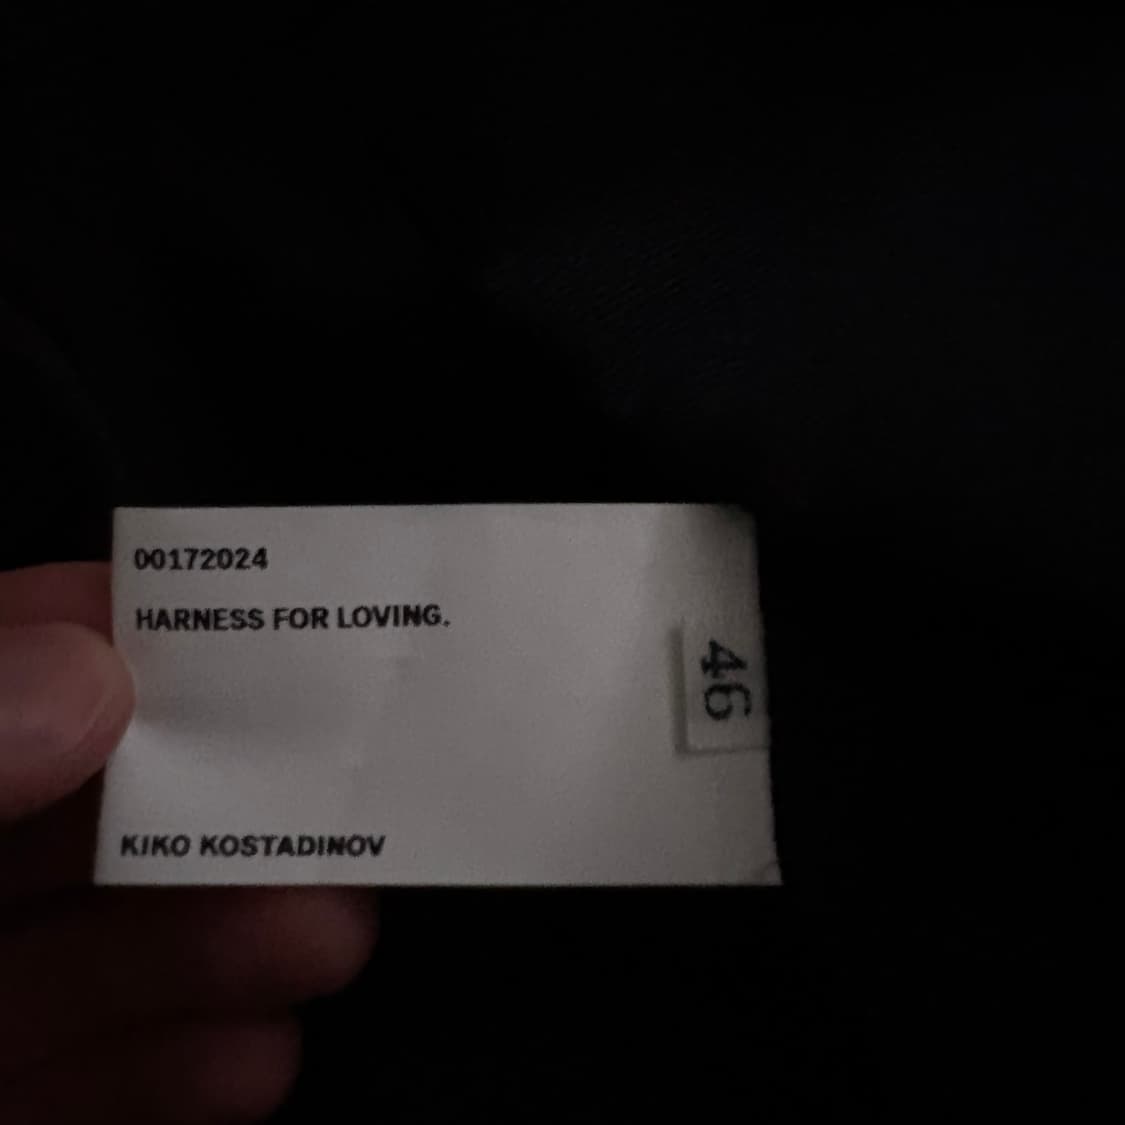 00172024
HARNESS FOR LOVING.
46
KIKO KOSTADINOV